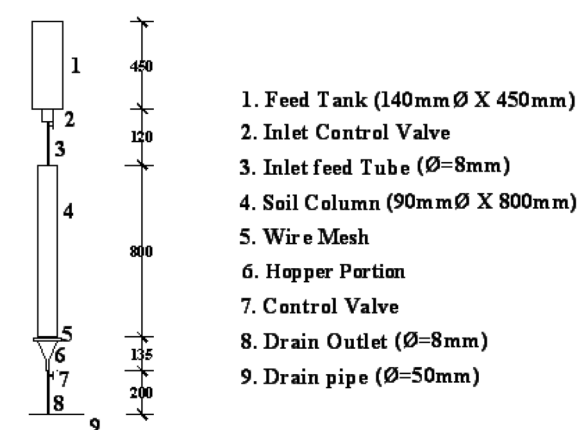 1
450
2
120
3
4
800
5
6
135
7
200
8
9
1. Feed Tank (140mmØ X 450mm)
2. Inlet Control Valve
3. Inlet feed Tube (Ø=8mm)
4. Soil Column (90mmØ X 800mm)
5. Wire Mesh
6. Hopper Portion
7. Control Valve
8. Drain Outlet (Ø=8mm)
9. Drain pipe (Ø=50mm)